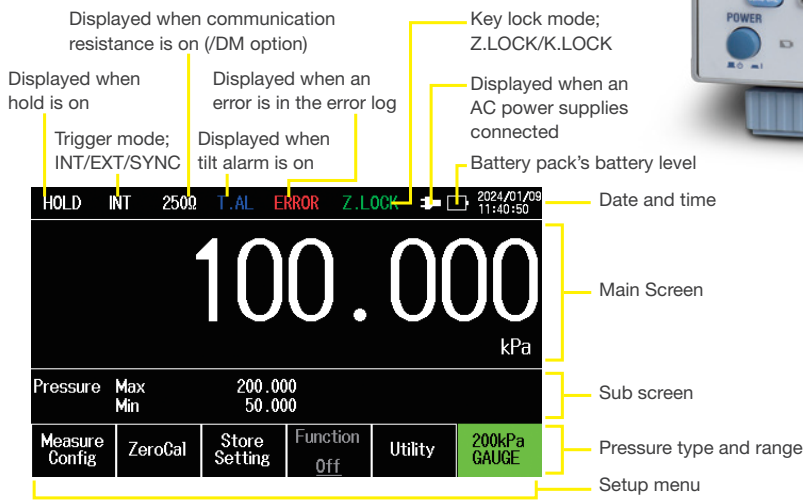 Displayed when communication
resistance is on (/DM option)
Key lock mode;
Z.LOCK/K.LOCK
POWER
Displayed when
hold is on
Displayed when an
error is in the error log
Displayed when an
AC power supplies
connected
Trigger mode;
INT/EXT/SYNC
Displayed when
tilt alarm is on
Battery pack's battery level
HOLD INT 250Ω T.AL ERROR Z.LOCK 2024/01/09
11:40:50
Date and time
100.000
Main Screen
kPa
Pressure Max 200.000
Min 50.000
Sub screen
Measure
Config
ZeroCal
Store
Setting
Function
Off
Utility
200kPa
GAUGE
Pressure type and range
Setup menu